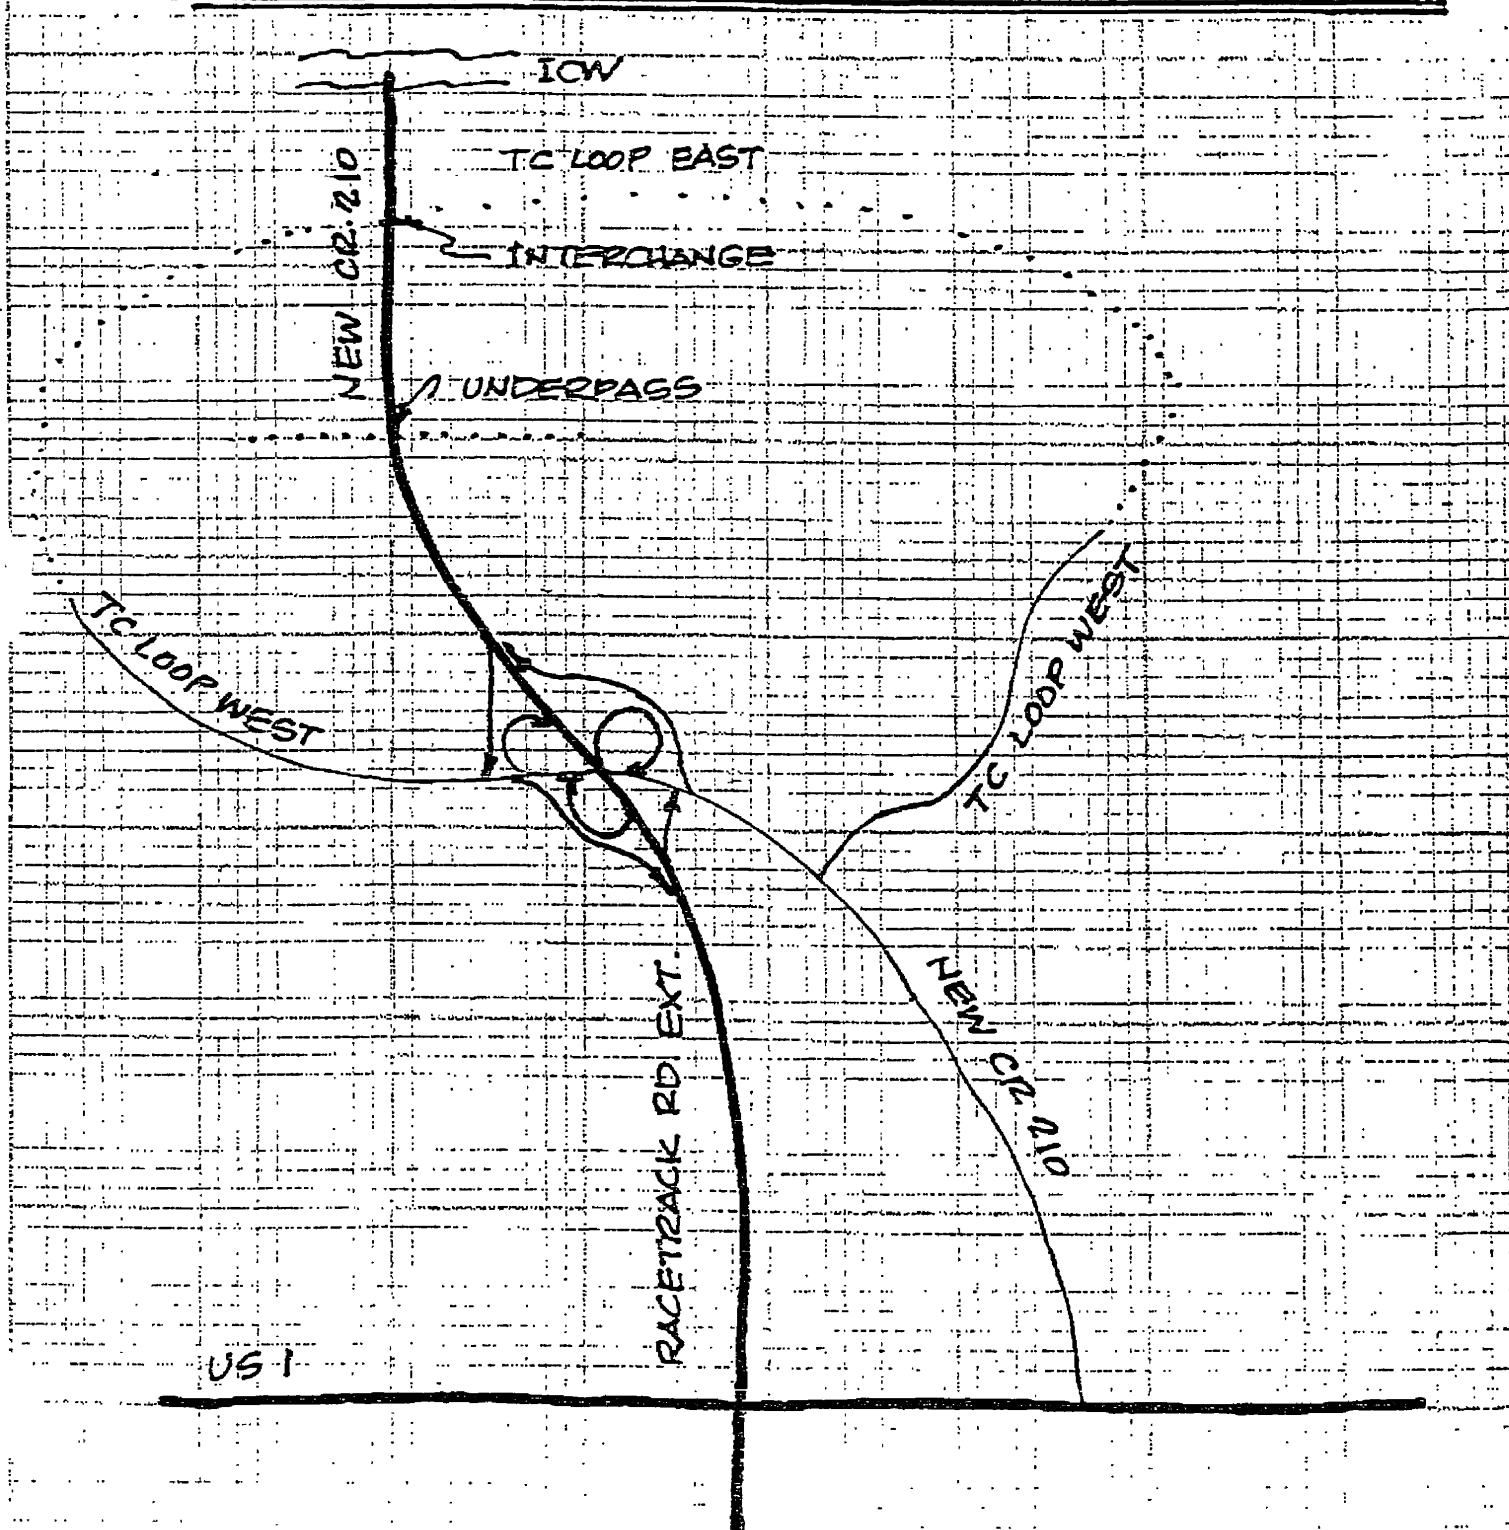 ICW
TC LOOP EAST
NEW CR. 210
INTERCHANGE
UNDERPASS
TC LOOP WEST
TC LOOP WEST
NEW CR 210
RACETRACK RD. EXT.
US 1